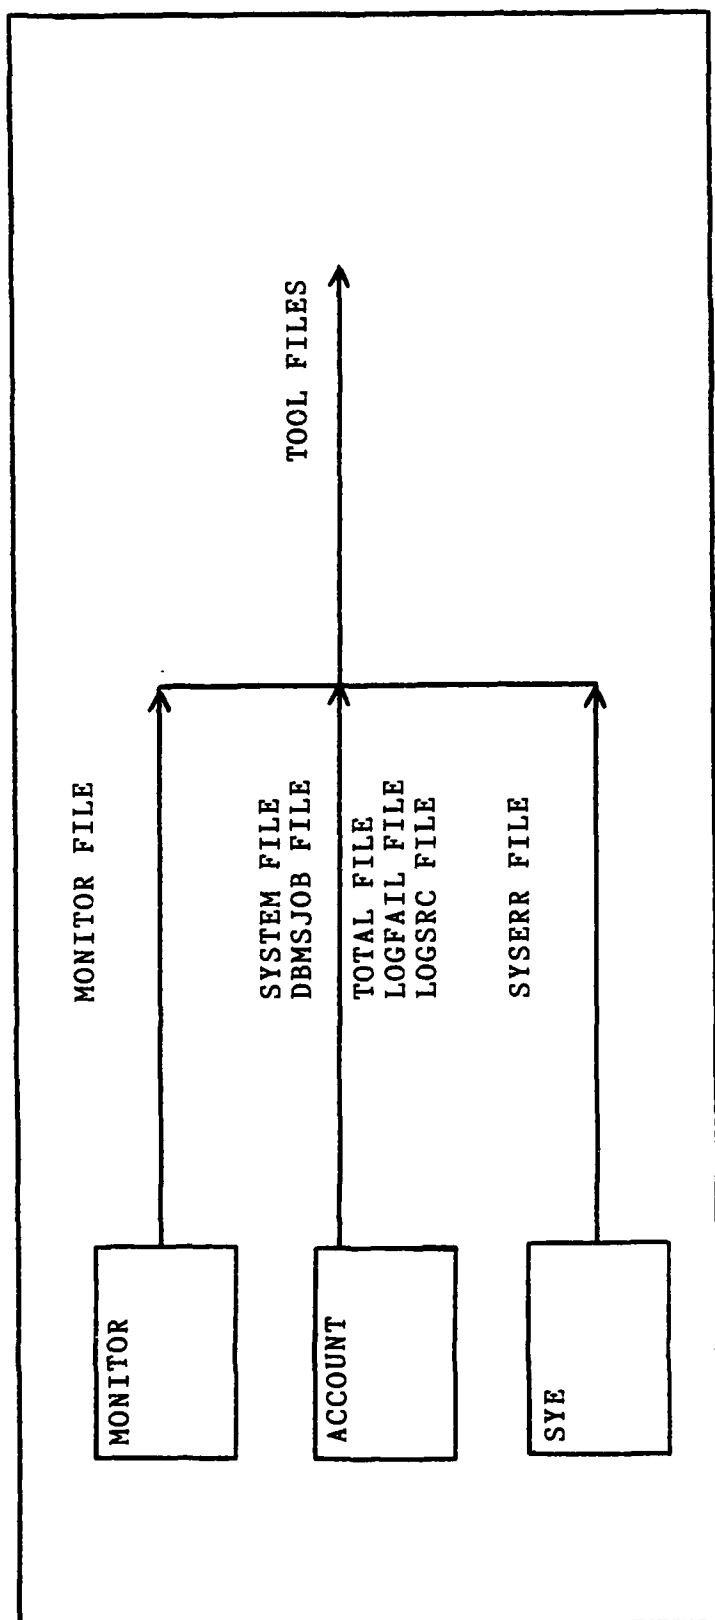 MONITOR
MONITOR FILE
ACCOUNT
SYSTEM FILE
DBMSJOB FILE
TOTAL FILE
LOGFAIL FILE
LOGSRC FILE
SYE
SYSERR FILE
TOOL FILES